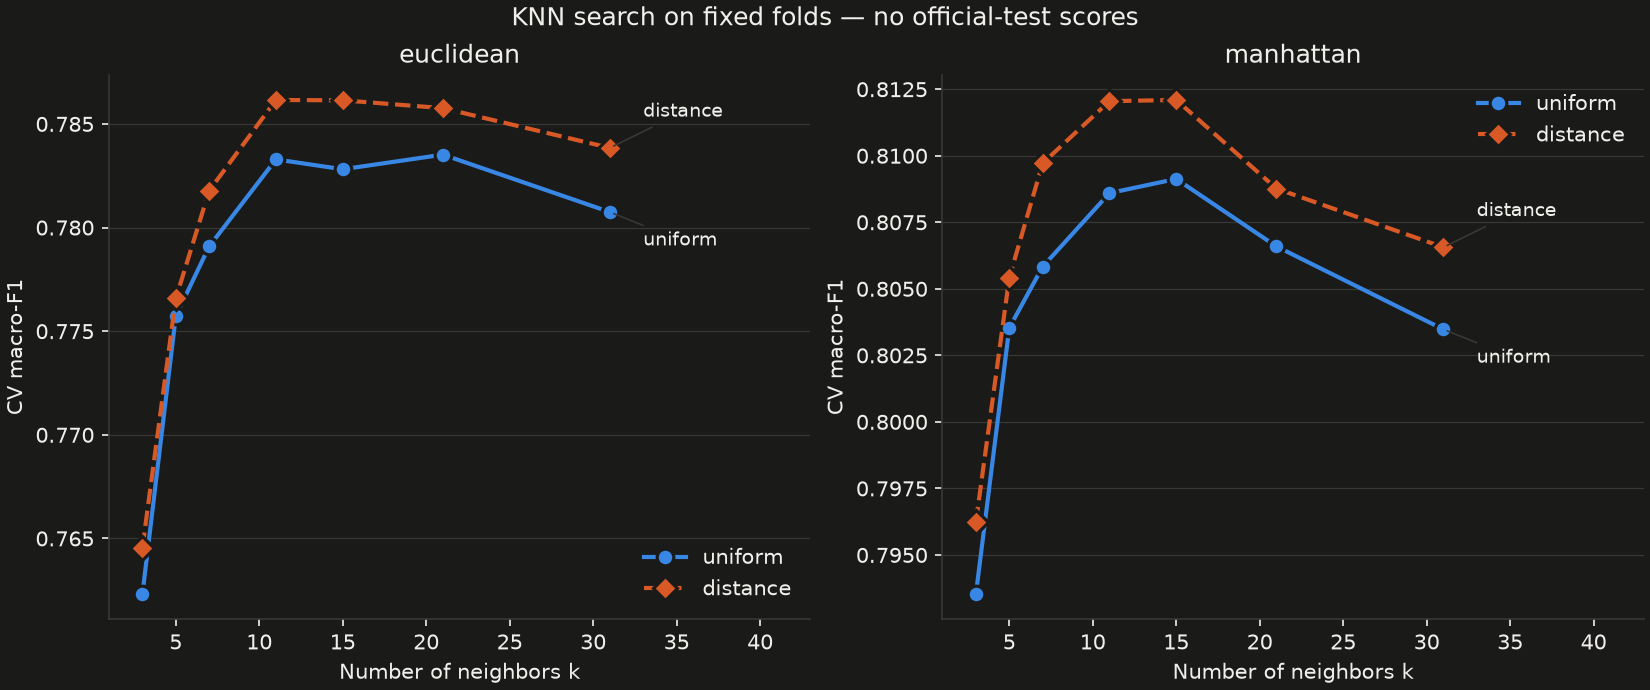 KNN search on fixed folds — no official-test scores
euclidean
CV macro-F1
0.785
0.780
0.775
0.770
0.765
distance
uniform
uniform
distance
5 10 15 20 25 30 35 40
Number of neighbors k
manhattan
CV macro-F1
0.8125
0.8100
0.8075
0.8050
0.8025
0.8000
0.7975
0.7950
uniform
distance
distance
uniform
5 10 15 20 25 30 35 40
Number of neighbors k